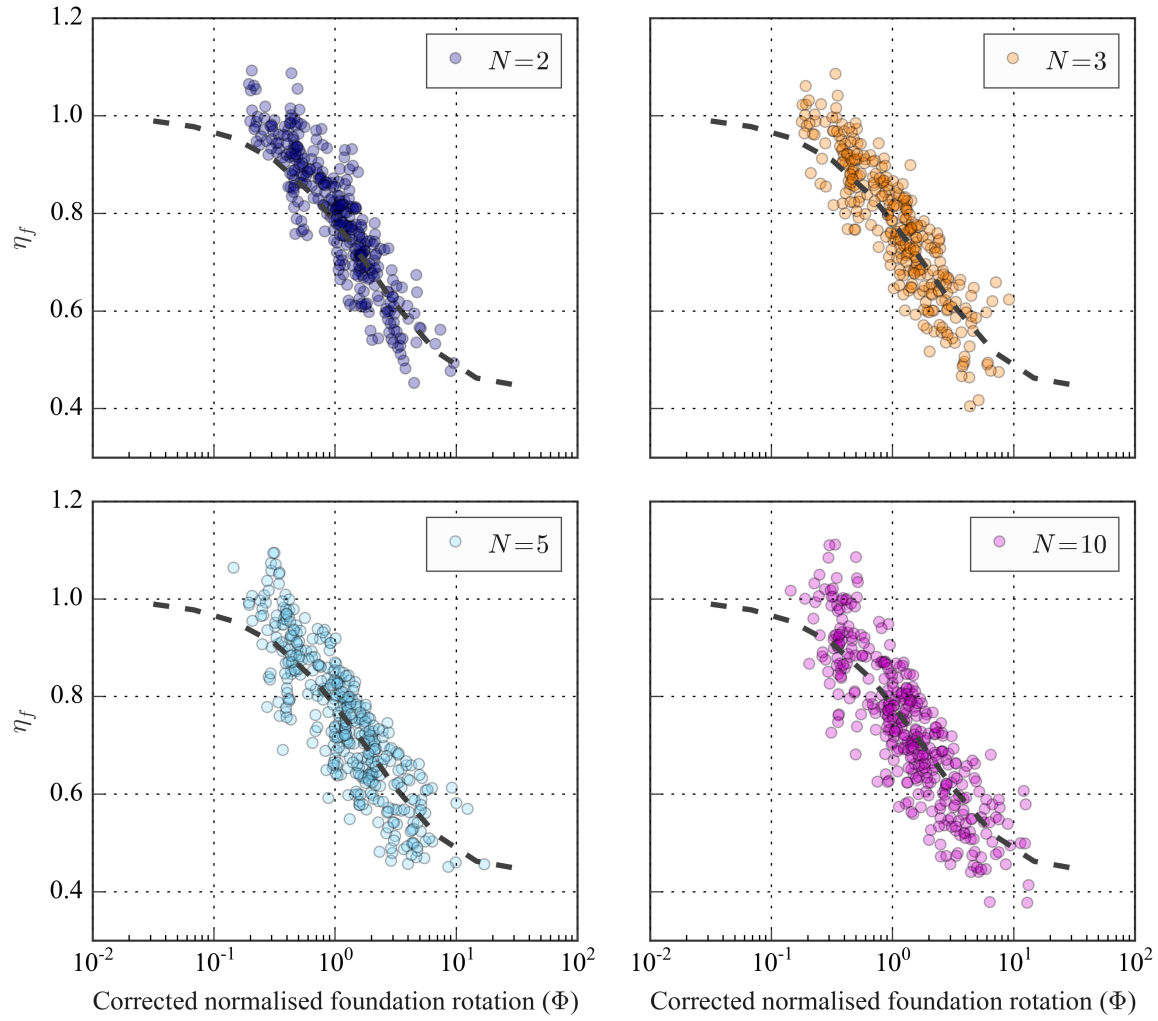 1.2
1.0
0.8
0.6
0.4
η_f
N=2
N=3
1.2
1.0
0.8
0.6
0.4
η_f
N=5
N=10
10^-2 10^-1 10^0 10^1 10^2
10^-2 10^-1 10^0 10^1 10^2
Corrected normalised foundation rotation (Φ)
Corrected normalised foundation rotation (Φ)